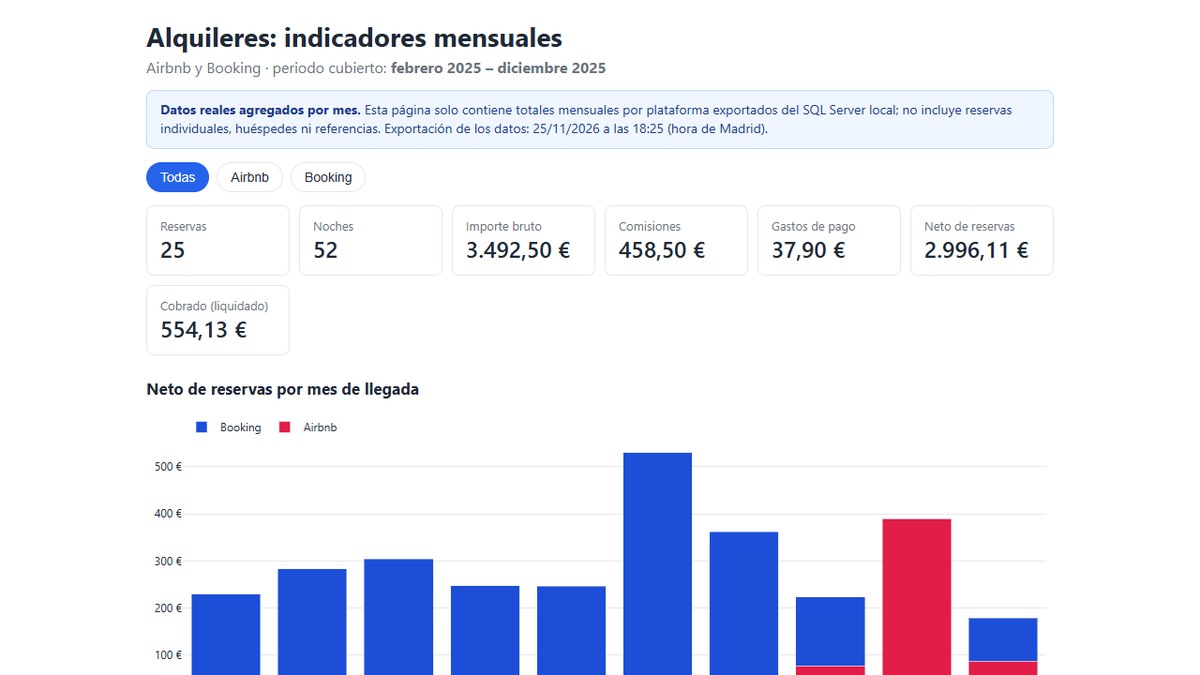 Alquileres: indicadores mensuales
Airbnb y Booking · periodo cubierto: febrero 2025 – diciembre 2025
Datos reales agregados por mes. Esta página solo contiene totales mensuales por plataforma exportados del SQL Server local; no incluye reservas
individuales, huéspedes ni referencias. Exportación de los datos: 25/11/2026 a las 18:25 (hora de Madrid).
Todas Airbnb Booking
Reservas Noches Importe bruto Comisiones Gastos de pago Neto de reservas
25 52 3.492,50 € 458,50 € 37,90 € 2.996,11 €
Cobrado (liquidado)
554,13 €
Neto de reservas por mes de llegada
Booking Airbnb
500 €
400 €
300 €
200 €
100 €